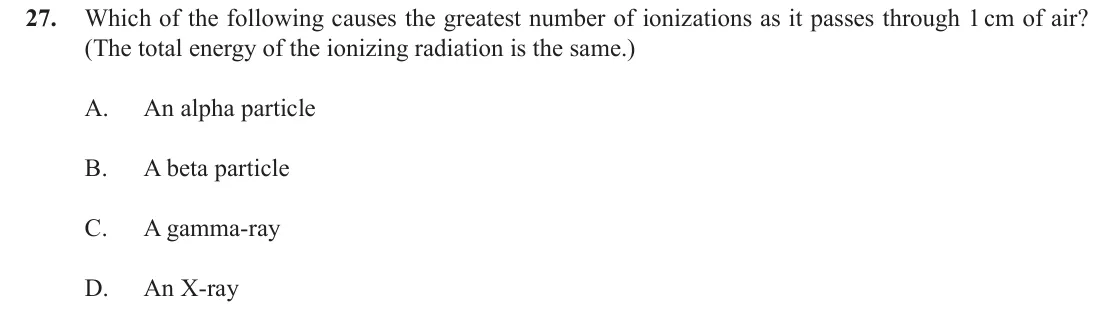 27. Which of the following causes the greatest number of ionizations as it passes through 1 cm of air?
(The total energy of the ionizing radiation is the same.)
A. An alpha particle
B. A beta particle
C. A gamma-ray
D. An X-ray